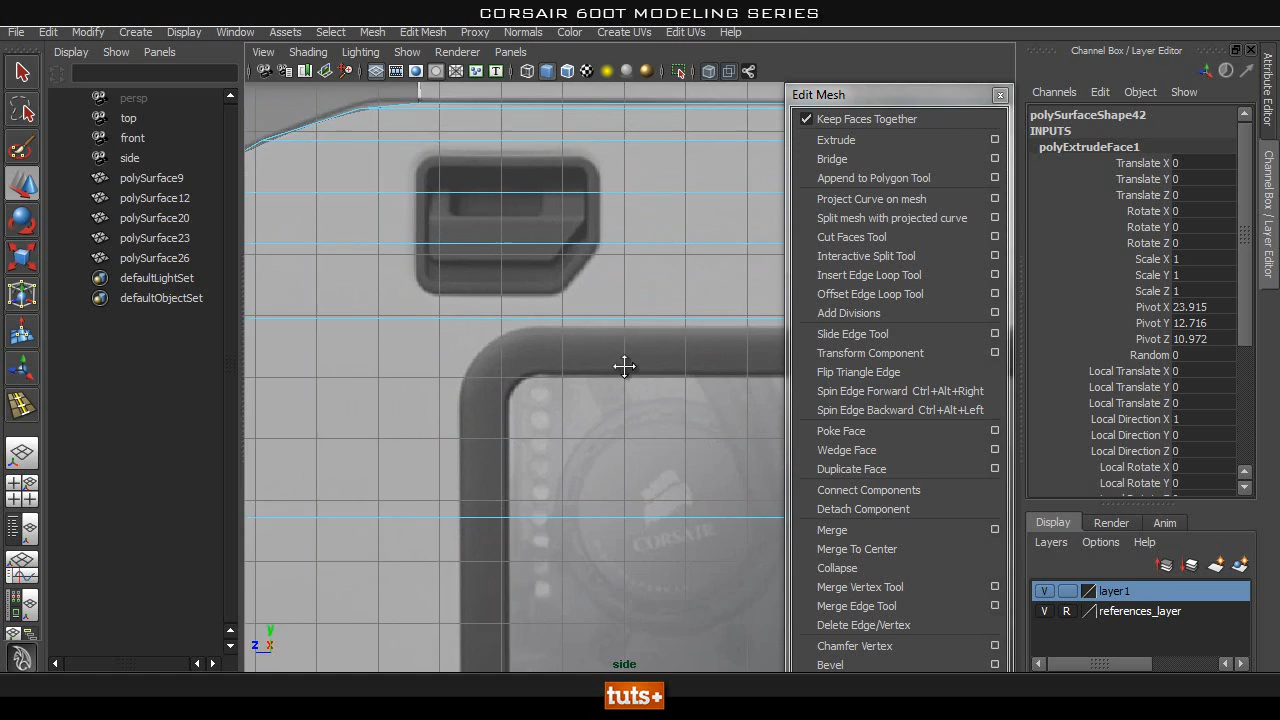 CORSAIR 600T MODELING SERIES
File Edit Modify Create Display Window Assets Select Mesh Edit Mesh Proxy Normals Color Create UVs Edit UVs Help
Display Show Panels
View Shading Lighting Show Renderer Panels
Channel Box / Layer Editor
Channels Edit Object Show
Attribute Editor
Channel Box / Layer Editor
persp
top
front
side
polySurface9
polySurface12
polySurface20
polySurface23
polySurface26
defaultLightSet
defaultObjectSet
T
CORSAIR
y
z x
side
Edit Mesh
x
Keep Faces Together
Extrude
Bridge
Append to Polygon Tool
Project Curve on mesh
Split mesh with projected curve
Cut Faces Tool
Interactive Split Tool
Insert Edge Loop Tool
Offset Edge Loop Tool
Add Divisions
Slide Edge Tool
Transform Component
Flip Triangle Edge
Spin Edge Forward Ctrl+Alt+Right
Spin Edge Backward Ctrl+Alt+Left
Poke Face
Wedge Face
Duplicate Face
Connect Components
Detach Component
Merge
Merge To Center
Collapse
Merge Vertex Tool
Merge Edge Tool
Delete Edge/Vertex
Chamfer Vertex
Bevel
polySurfaceShape42
INPUTS
polyExtrudeFace1
Translate X 0
Translate Y 0
Translate Z 0
Rotate X 0
Rotate Y 0
Rotate Z 0
Scale X 1
Scale Y 1
Scale Z 1
Pivot X 23.915
Pivot Y 12.716
Pivot Z 10.972
Random 0
Local Translate X 0
Local Translate Y 0
Local Translate Z 0
Local Direction X 1
Local Direction Y 0
Local Direction Z 0
Local Rotate X 0
Local Rotate Y 0
Display Render Anim
Layers Options Help
V layer1
V R references_layer
tuts+